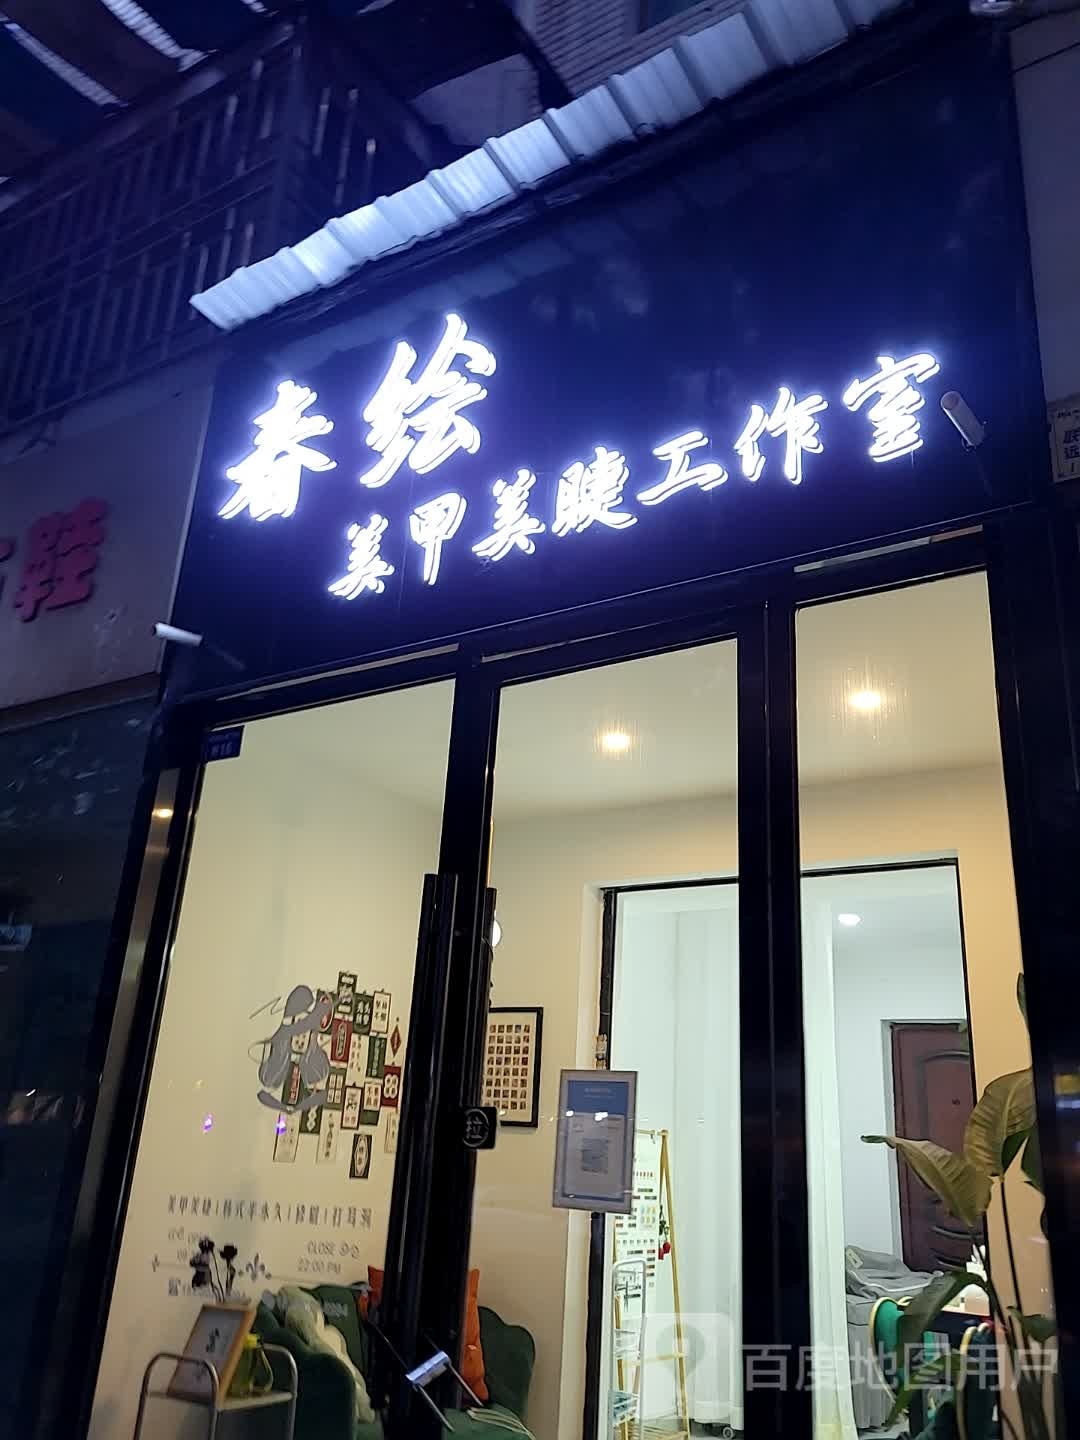 春绘
美甲美睫工作室
鞋
拉
美甲美睫|韩式半永久|修眉|打耳洞
CLOSE
22:00 PM
百度地图用户